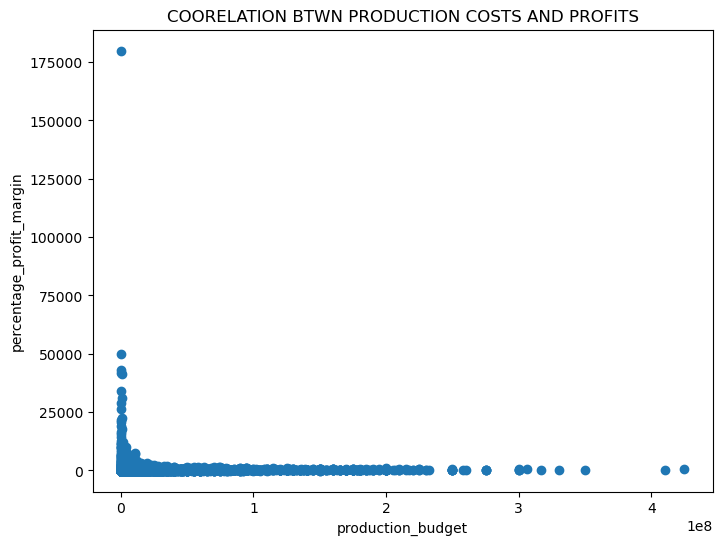 COORELATION BTWN PRODUCTION COSTS AND PROFITS
175000
150000
125000
100000
75000
50000
25000
0
percentage_profit_margin
0 1 2 3 4
1e8
production_budget